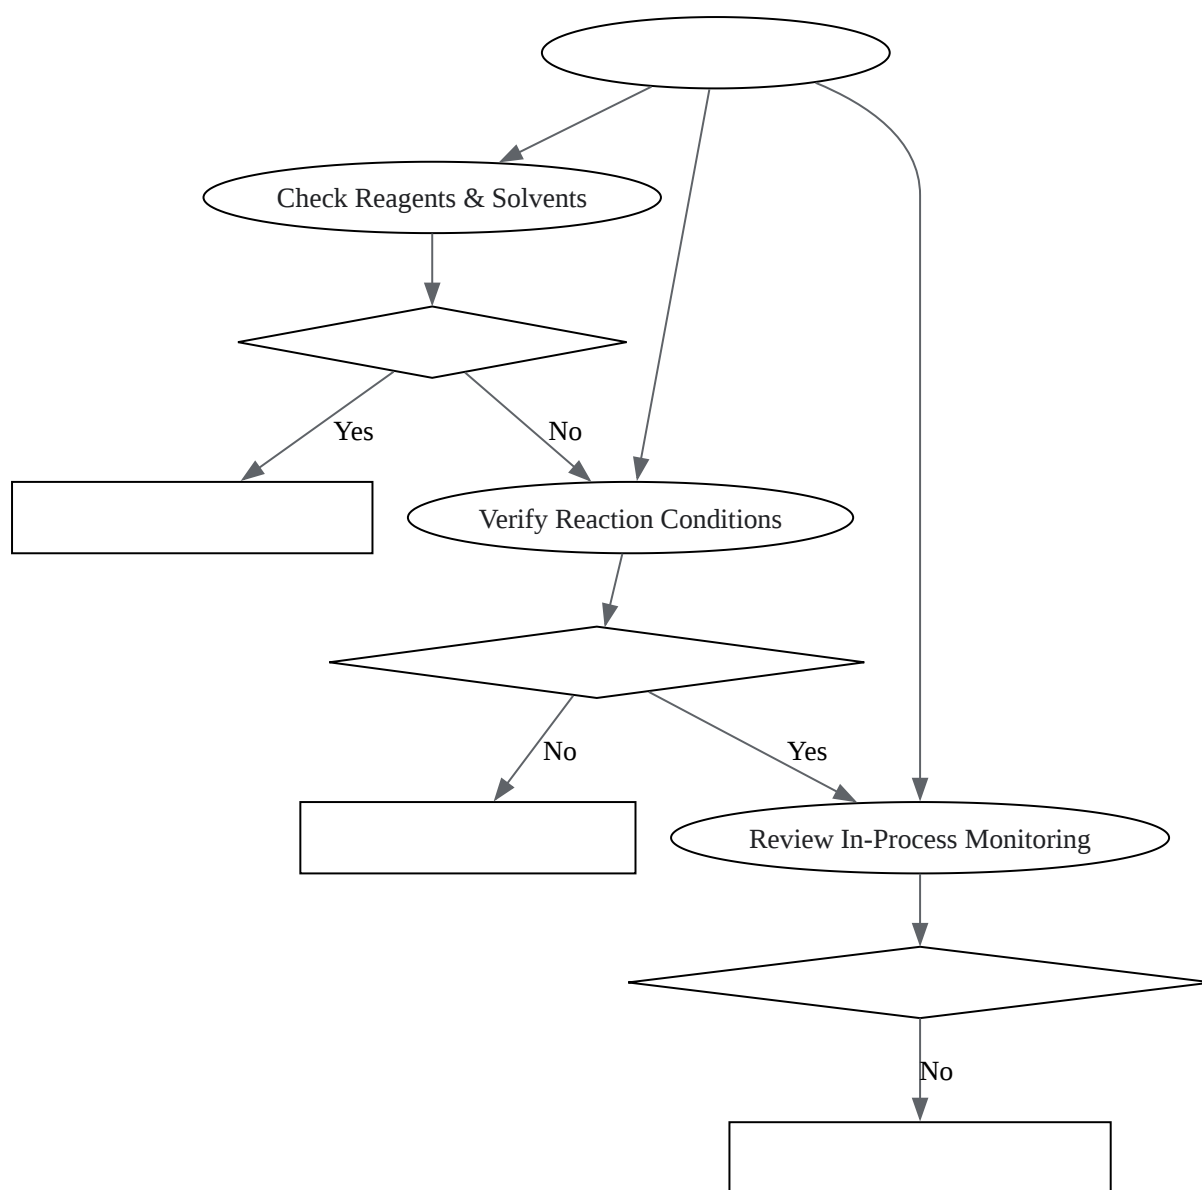 Check Reagents & Solvents
Yes
No
Verify Reaction Conditions
No
Yes
Review In-Process Monitoring
No